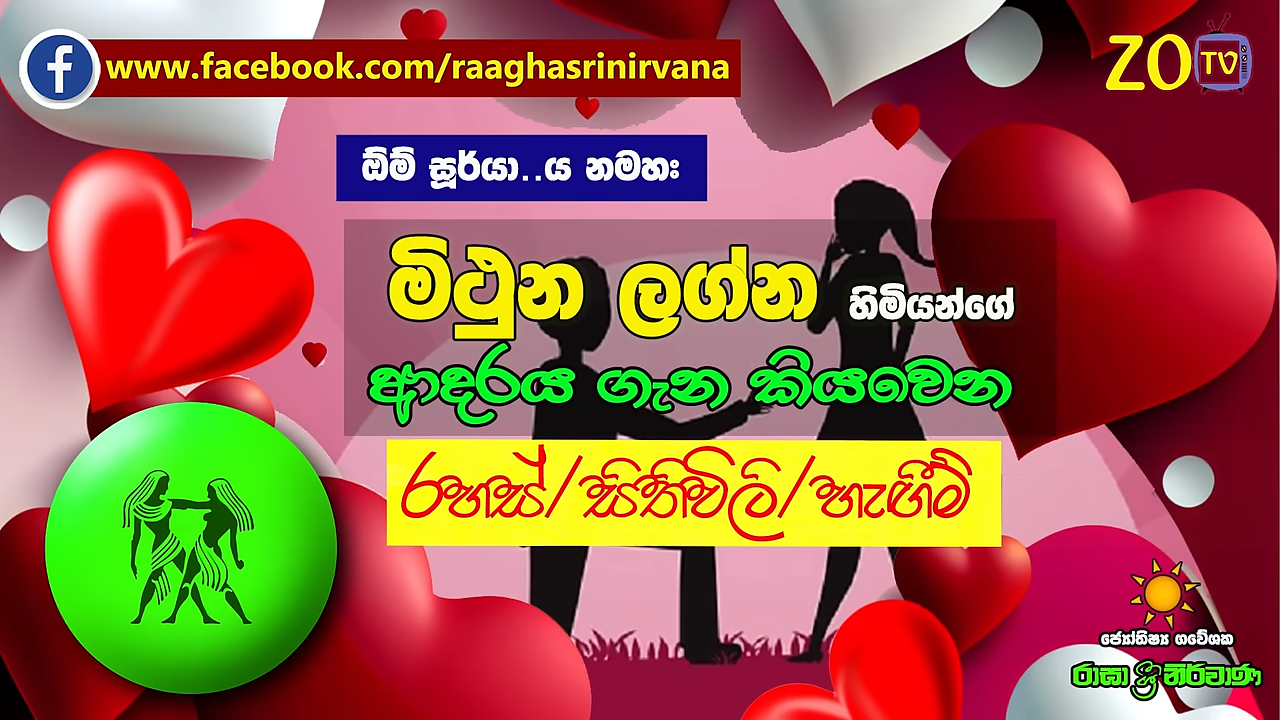 f www.facebook.com/raaghasrinirvana
ZO TV
ඕම් සූර්යා..ය නමහඃ
මිථුන ලග්න හිමියන්ගේ
ආදරය ගැන කියවෙන
රහස්/සිතිවිලි/හැඟීම්
ජ්‍යෝතිෂ්‍ය ගවේශක
රාඝා ශ්‍රී නිර්වාණ